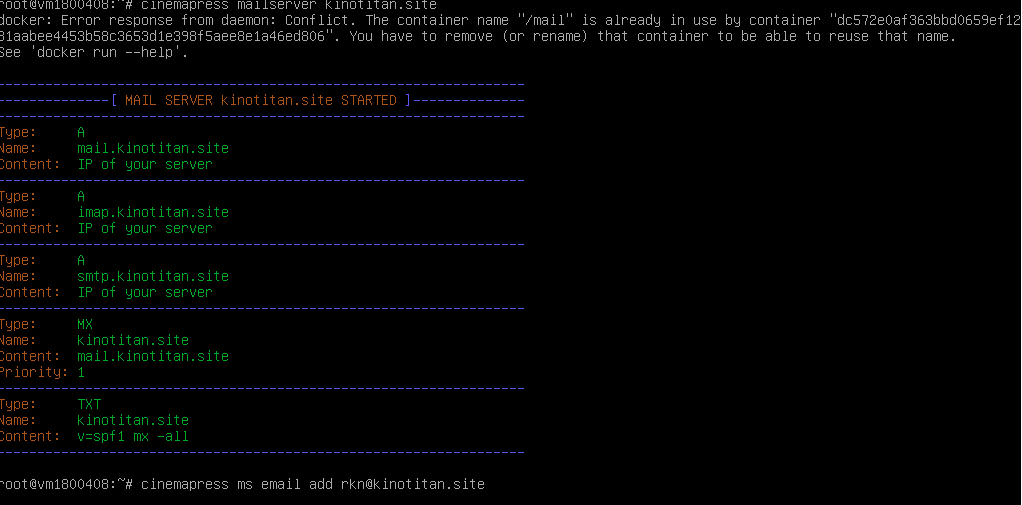 root@vm1800408:~# cinemapress mailserver kinotitan.site
docker: Error response from daemon: Conflict. The container name "/mail" is already in use by container "dc572e0af363bbd0659ef12
81aabee4453b58c3653d1e398f5aee8e1a46ed806". You have to remove (or rename) that container to be able to reuse that name.
See 'docker run --help'.
-----------------------------------------------------------------
--------------[ MAIL SERVER kinotitan.site STARTED ]--------------
-----------------------------------------------------------------
Type: A
Name: mail.kinotitan.site
Content: IP of your server
-----------------------------------------------------------------
Type: A
Name: imap.kinotitan.site
Content: IP of your server
-----------------------------------------------------------------
Type: A
Name: smtp.kinotitan.site
Content: IP of your server
-----------------------------------------------------------------
Type: MX
Name: kinotitan.site
Content: mail.kinotitan.site
Priority: 1
-----------------------------------------------------------------
Type: TXT
Name: kinotitan.site
Content: v=spf1 mx -all
-----------------------------------------------------------------
root@vm1800408:~# cinemapress ms email add rkn@kinotitan.site